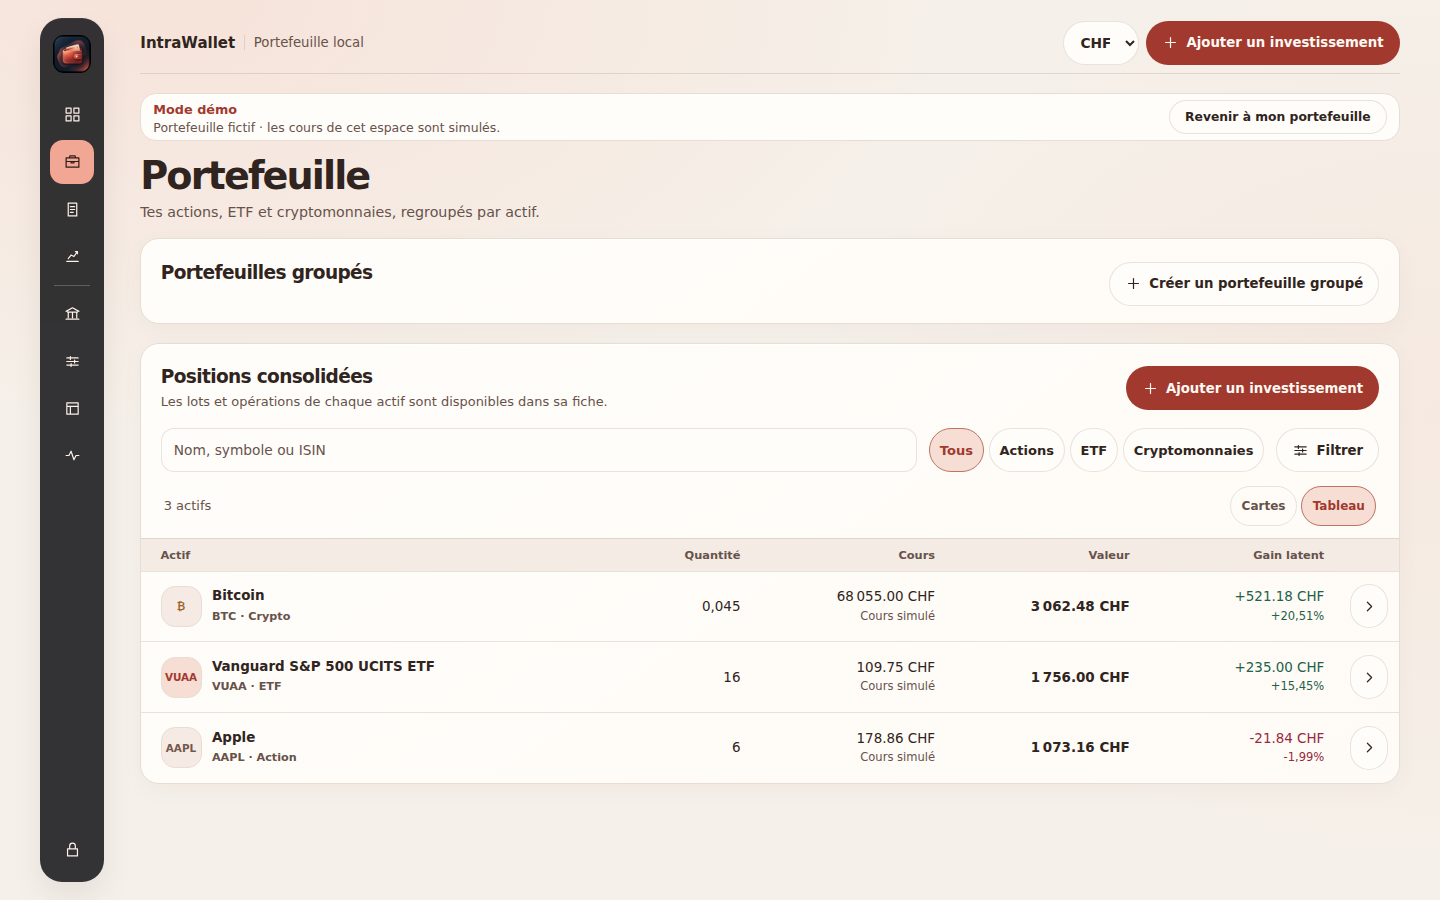 IntraWallet
Portefeuille local
CHF
Ajouter un investissement
Mode démo
Portefeuille fictif · les cours de cet espace sont simulés.
Revenir à mon portefeuille
Portefeuille
Tes actions, ETF et cryptomonnaies, regroupés par actif.
Portefeuilles groupés
Créer un portefeuille groupé
Positions consolidées
Les lots et opérations de chaque actif sont disponibles dans sa fiche.
Ajouter un investissement
Nom, symbole ou ISIN
Tous
Actions
ETF
Cryptomonnaies
Filtrer
3 actifs
Cartes
Tableau
Actif Quantité Cours Valeur Gain latent
₿
Bitcoin
BTC · Crypto
0,045
68 055.00 CHF
Cours simulé
3 062.48 CHF
+521.18 CHF
+20,51%
VUAA
Vanguard S&P 500 UCITS ETF
VUAA · ETF
16
109.75 CHF
Cours simulé
1 756.00 CHF
+235.00 CHF
+15,45%
AAPL
Apple
AAPL · Action
6
178.86 CHF
Cours simulé
1 073.16 CHF
-21.84 CHF
-1,99%